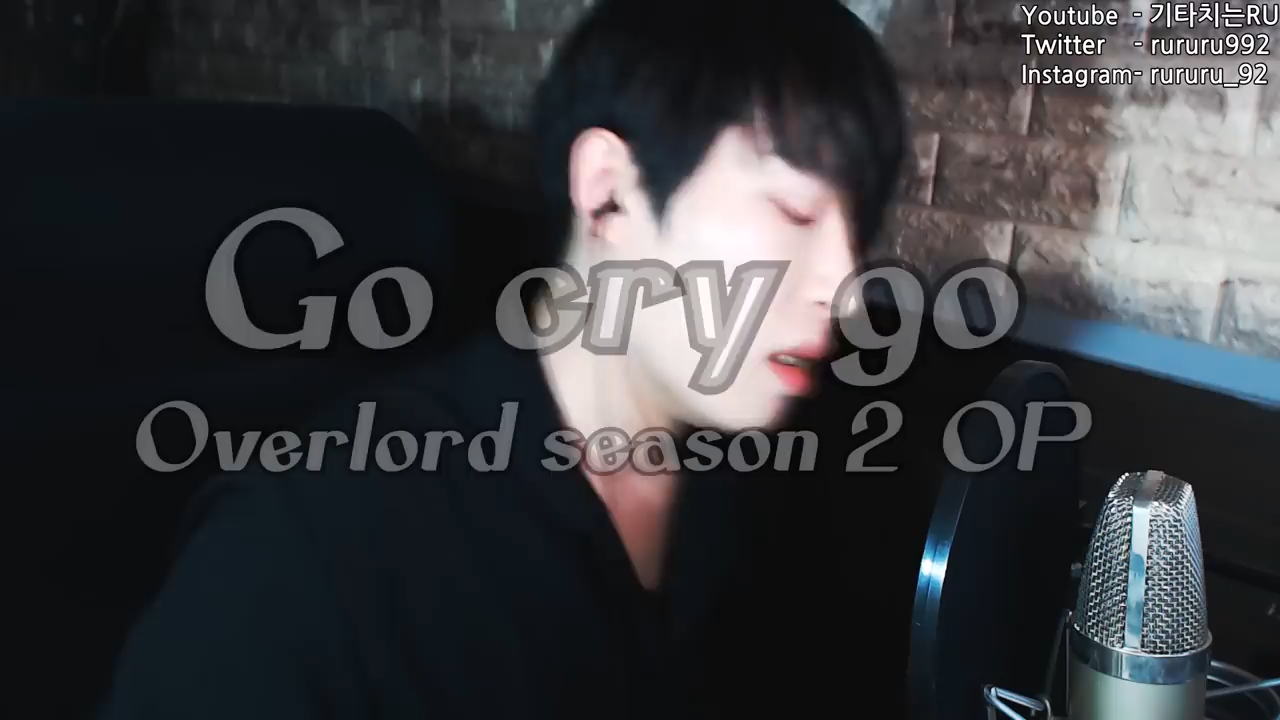 Youtube - 기타치는RU
Twitter - rururu992
Instagram- rururu_92
Go cry go
Overlord season 2 OP